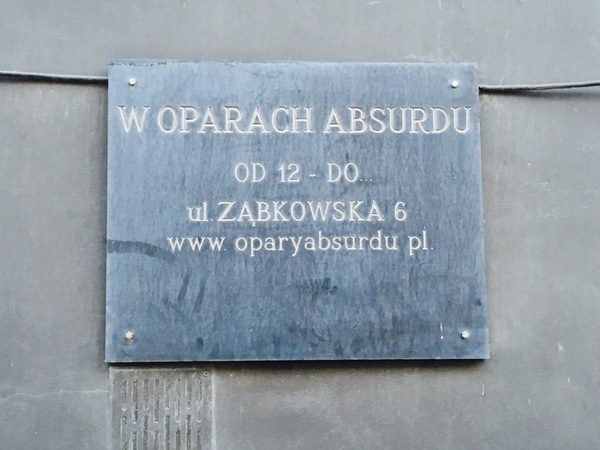 W OPARACH ABSURDU
OD 12 - DO...
ul. ZĄBKOWSKA 6
www. oparyabsurdu pl.